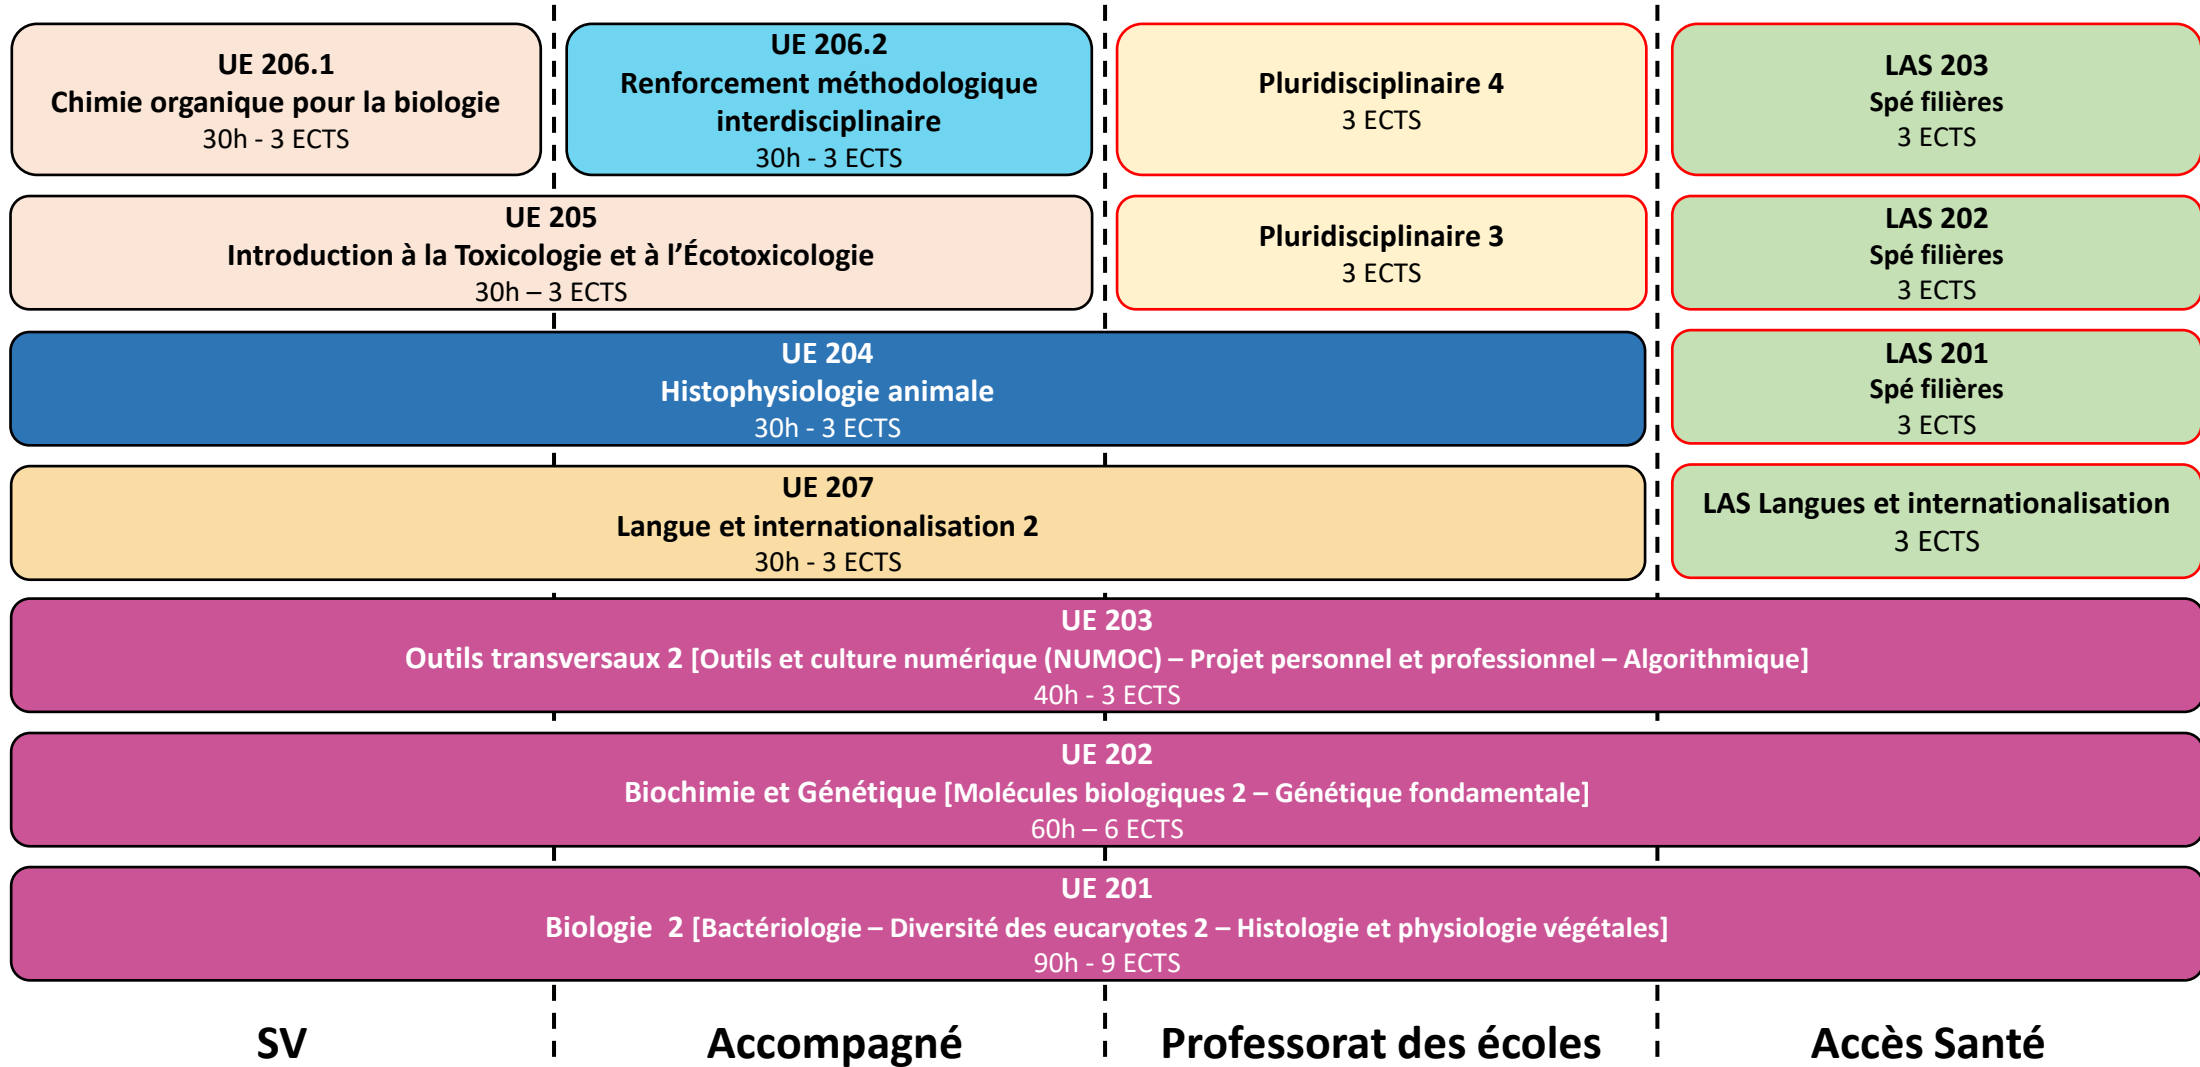 UE 206.1
Chimie organique pour la biologie
30h - 3 ECTS
UE 206.2
Renforcement méthodologique
interdisciplinaire
30h - 3 ECTS
Pluridisciplinaire 4
3 ECTS
LAS 203
Spé filières
3 ECTS
UE 205
Introduction à la Toxicologie et à l’Écotoxicologie
30h – 3 ECTS
Pluridisciplinaire 3
3 ECTS
LAS 202
Spé filières
3 ECTS
UE 204
Histophysiologie animale
30h - 3 ECTS
LAS 201
Spé filières
3 ECTS
UE 207
Langue et internationalisation 2
30h - 3 ECTS
LAS Langues et internationalisation
3 ECTS
UE 203
Outils transversaux 2 [Outils et culture numérique (NUMOC) – Projet personnel et professionnel – Algorithmique]
40h - 3 ECTS
UE 202
Biochimie et Génétique [Molécules biologiques 2 – Génétique fondamentale]
60h – 6 ECTS
UE 201
Biologie  2 [Bactériologie – Diversité des eucaryotes 2 – Histologie et physiologie végétales]
90h - 9 ECTS
SV
Accompagné
Professorat des écoles
Accès Santé